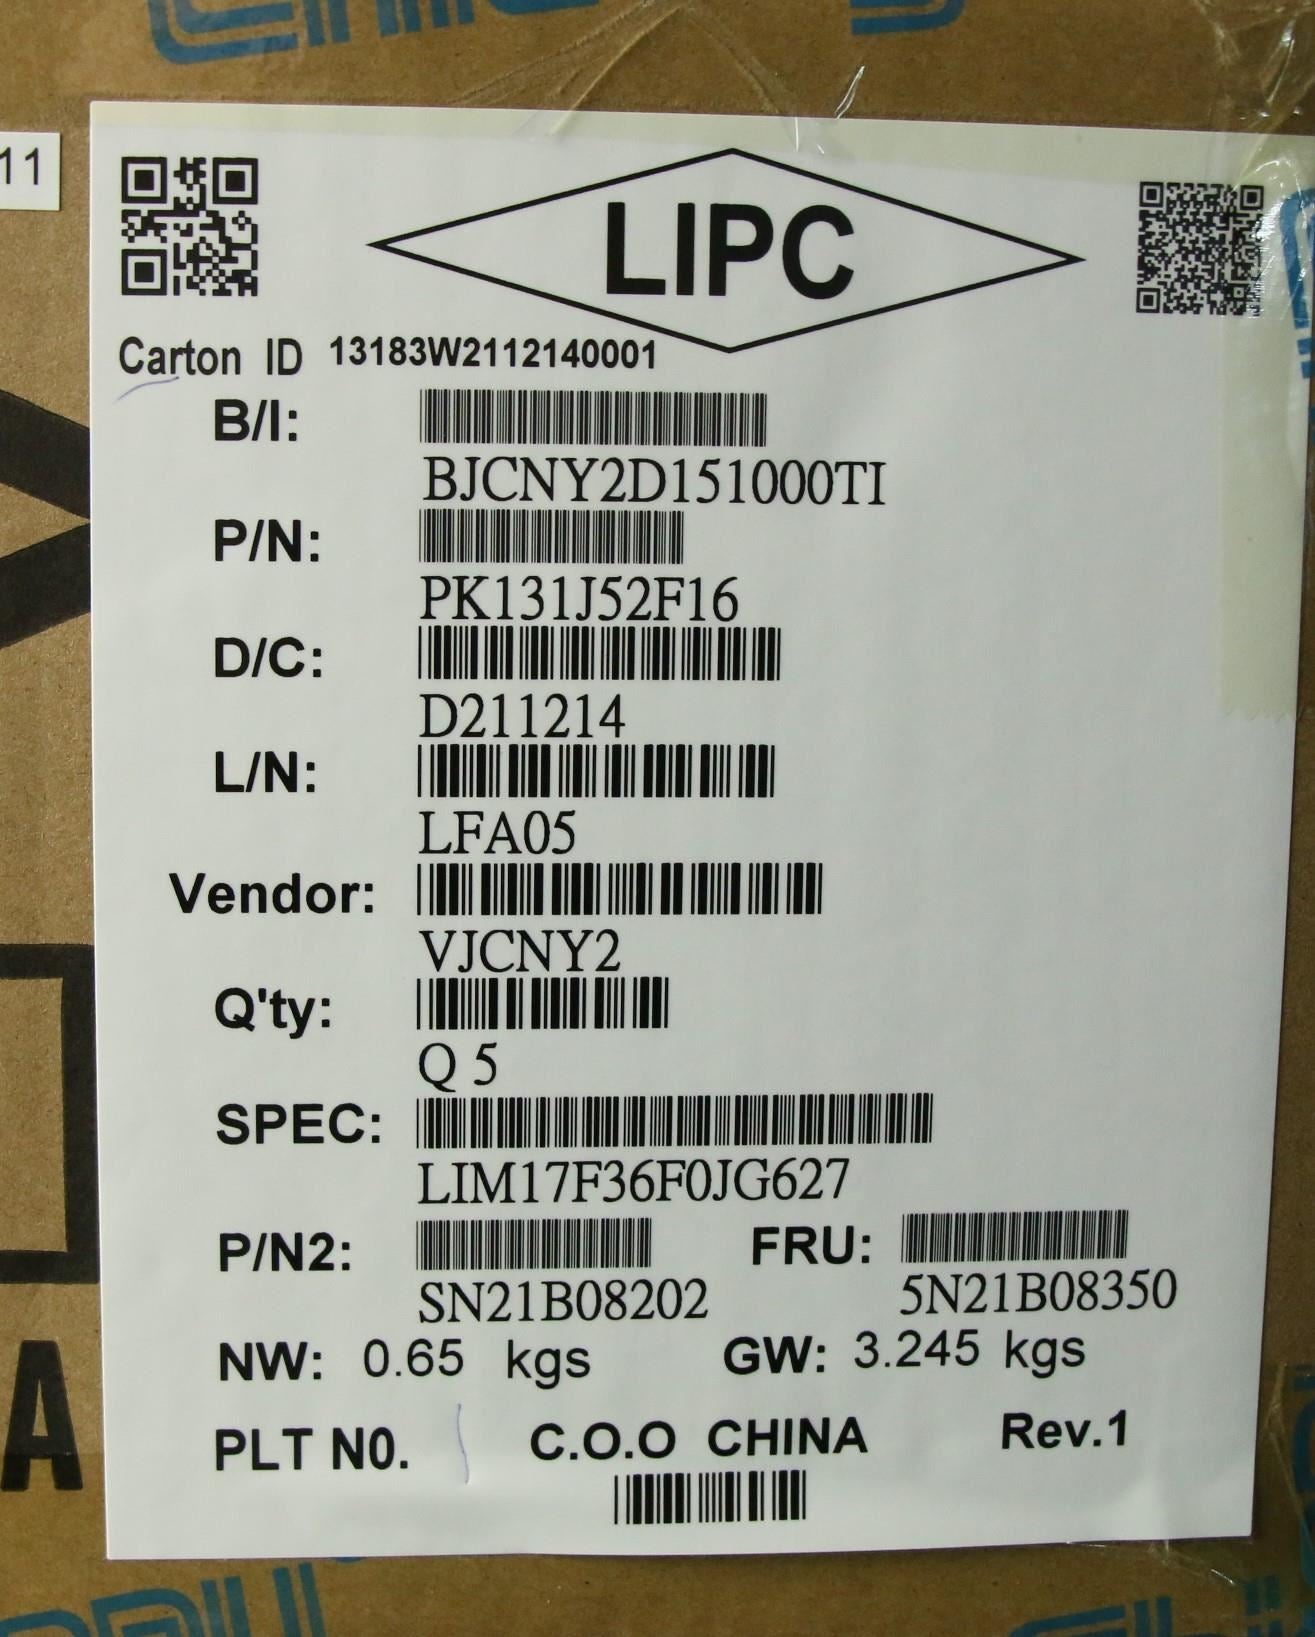 11
LIPC
Carton ID 13183W2112140001
B/I:
BJCNY2D151000TI
P/N:
PK131J52F16
D/C:
D211214
L/N:
LFA05
Vendor:
VJCNY2
Q'ty:
Q 5
SPEC:
LIM17F36F0JG627
P/N2: FRU:
SN21B08202 5N21B08350
NW: 0.65 kgs GW: 3.245 kgs
PLT N0. C.O.O CHINA Rev.1
A